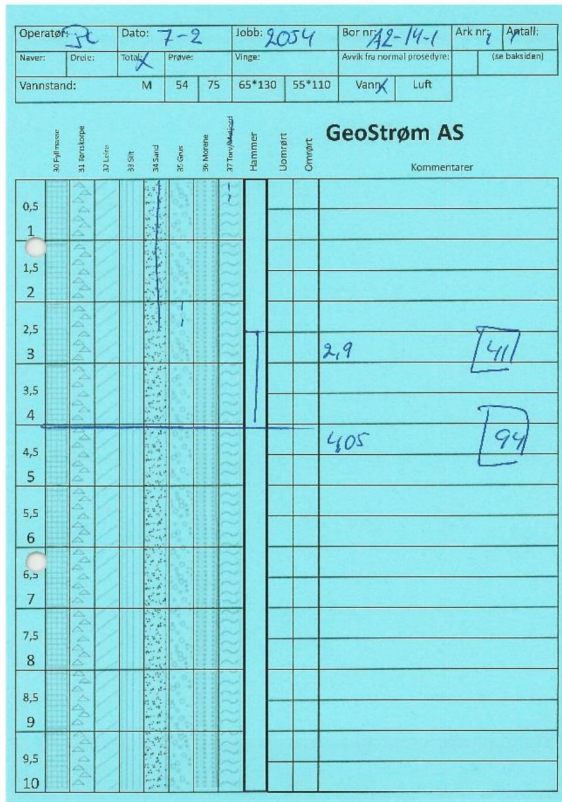 Operatør: Dato: 7-2 Jobb: 2054 Bor nr: A2-14-1 Ark nr: 1 Antall: 1
Naver: Dreie: Total: X Prøve: Vinge: Avvik fra normal prosedyre: (se baksiden)
Vannstand: M 54 75 65*130 55*110 Vann X Luft
GeoStrøm AS
30 Fyllmasse 31 Tørrskorpe 32 Leire 33 Silt 34 Sand 35 Grus 36 Morene 37 Torv/Matjord Hammer Uomrørt Omrørt
Kommentarer
0,5
1
1,5
2
2,5
3 2,9 41
3,5
4
4,5 4,05 94
5
5,5
6
6,5
7
7,5
8
8,5
9
9,5
10